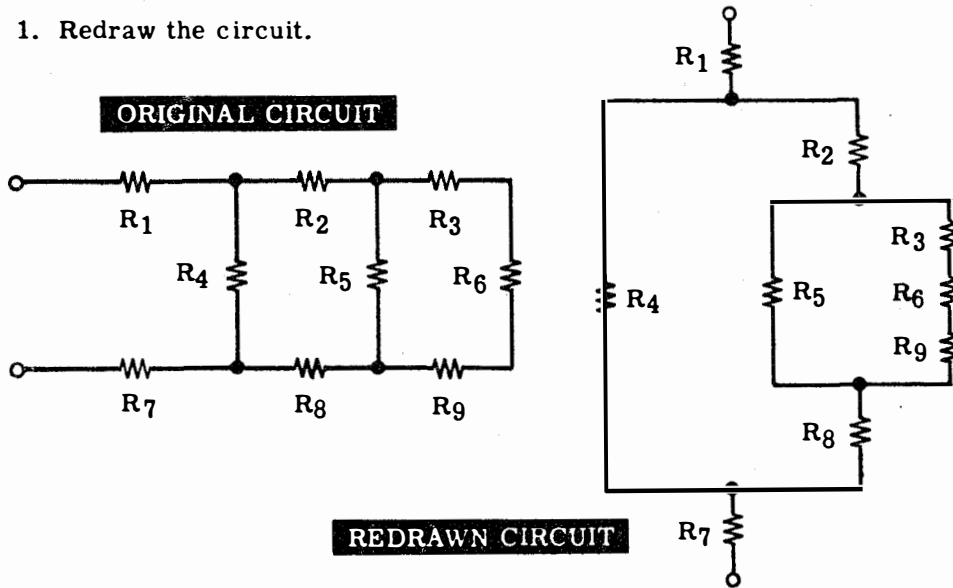 1. Redraw the circuit.
ORIGINAL CIRCUIT
R1
R2
R3
R4
R5
R6
R7
R8
R9
R1
R2
R3
R4
R5
R6
R9
R8
R7
REDRAWN CIRCUIT